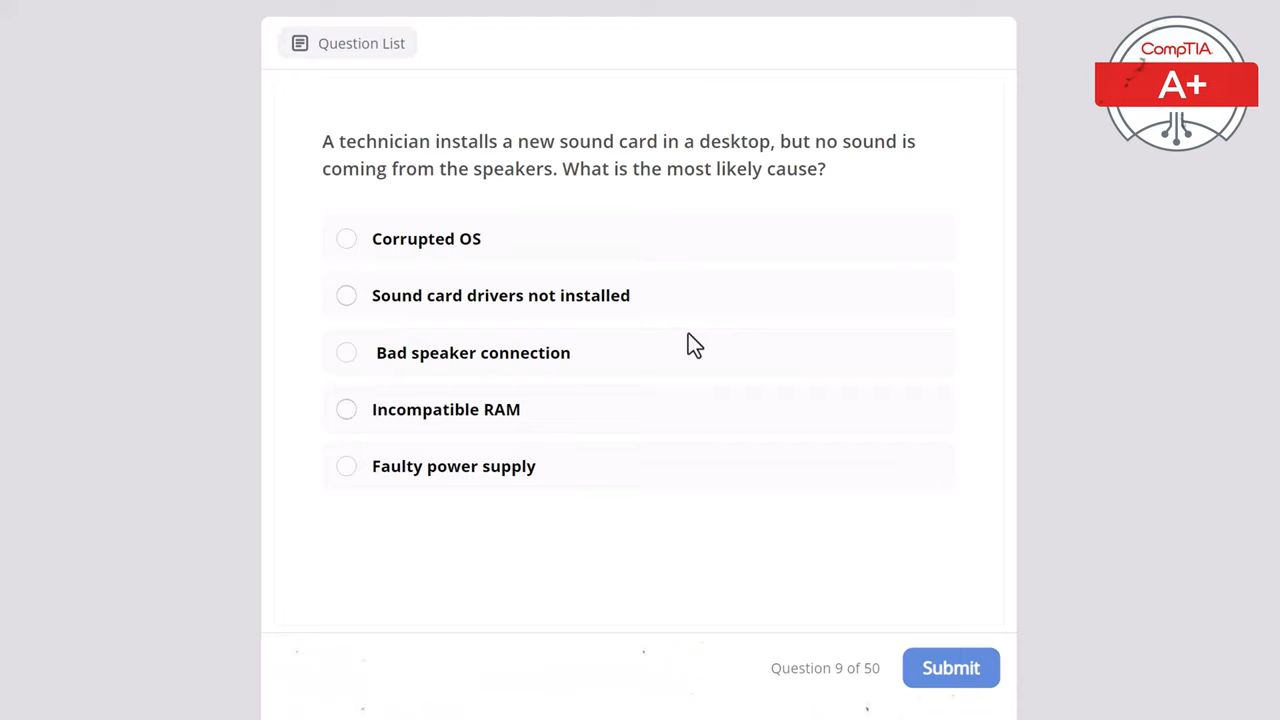 Question List
CompTIA
A+
A technician installs a new sound card in a desktop, but no sound is
coming from the speakers. What is the most likely cause?
Corrupted OS
Sound card drivers not installed
Bad speaker connection
Incompatible RAM
Faulty power supply
Question 9 of 50
Submit